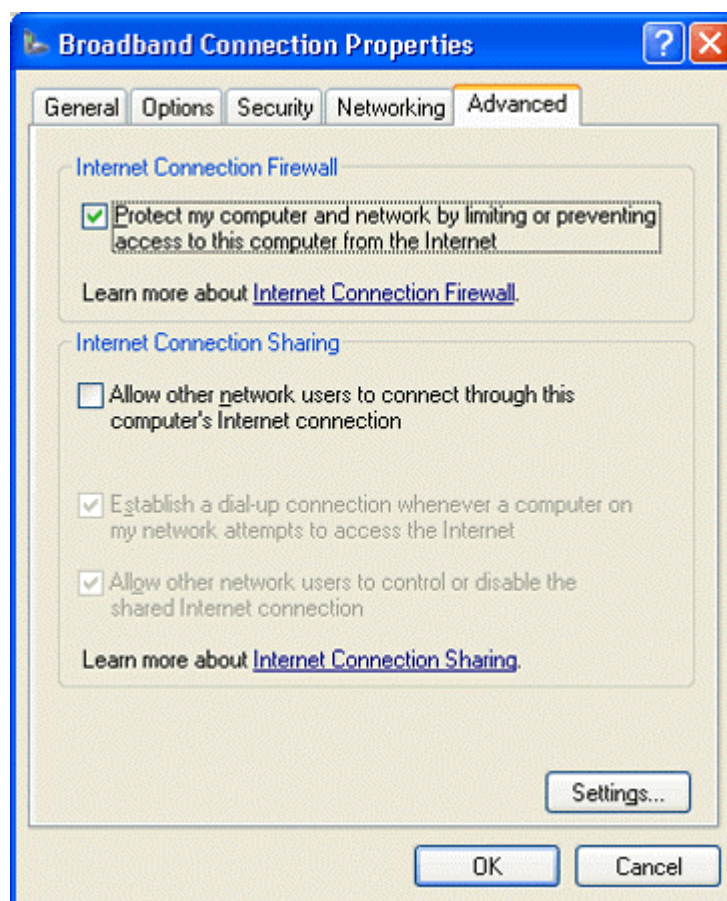 Broadband Connection Properties
General Options Security Networking Advanced
Internet Connection Firewall
Protect my computer and network by limiting or preventing
access to this computer from the Internet
Learn more about Internet Connection Firewall.
Internet Connection Sharing
Allow other network users to connect through this
computer's Internet connection
Establish a dial-up connection whenever a computer on
my network attempts to access the Internet
Allow other network users to control or disable the
shared Internet connection
Learn more about Internet Connection Sharing.
Settings...
OK Cancel